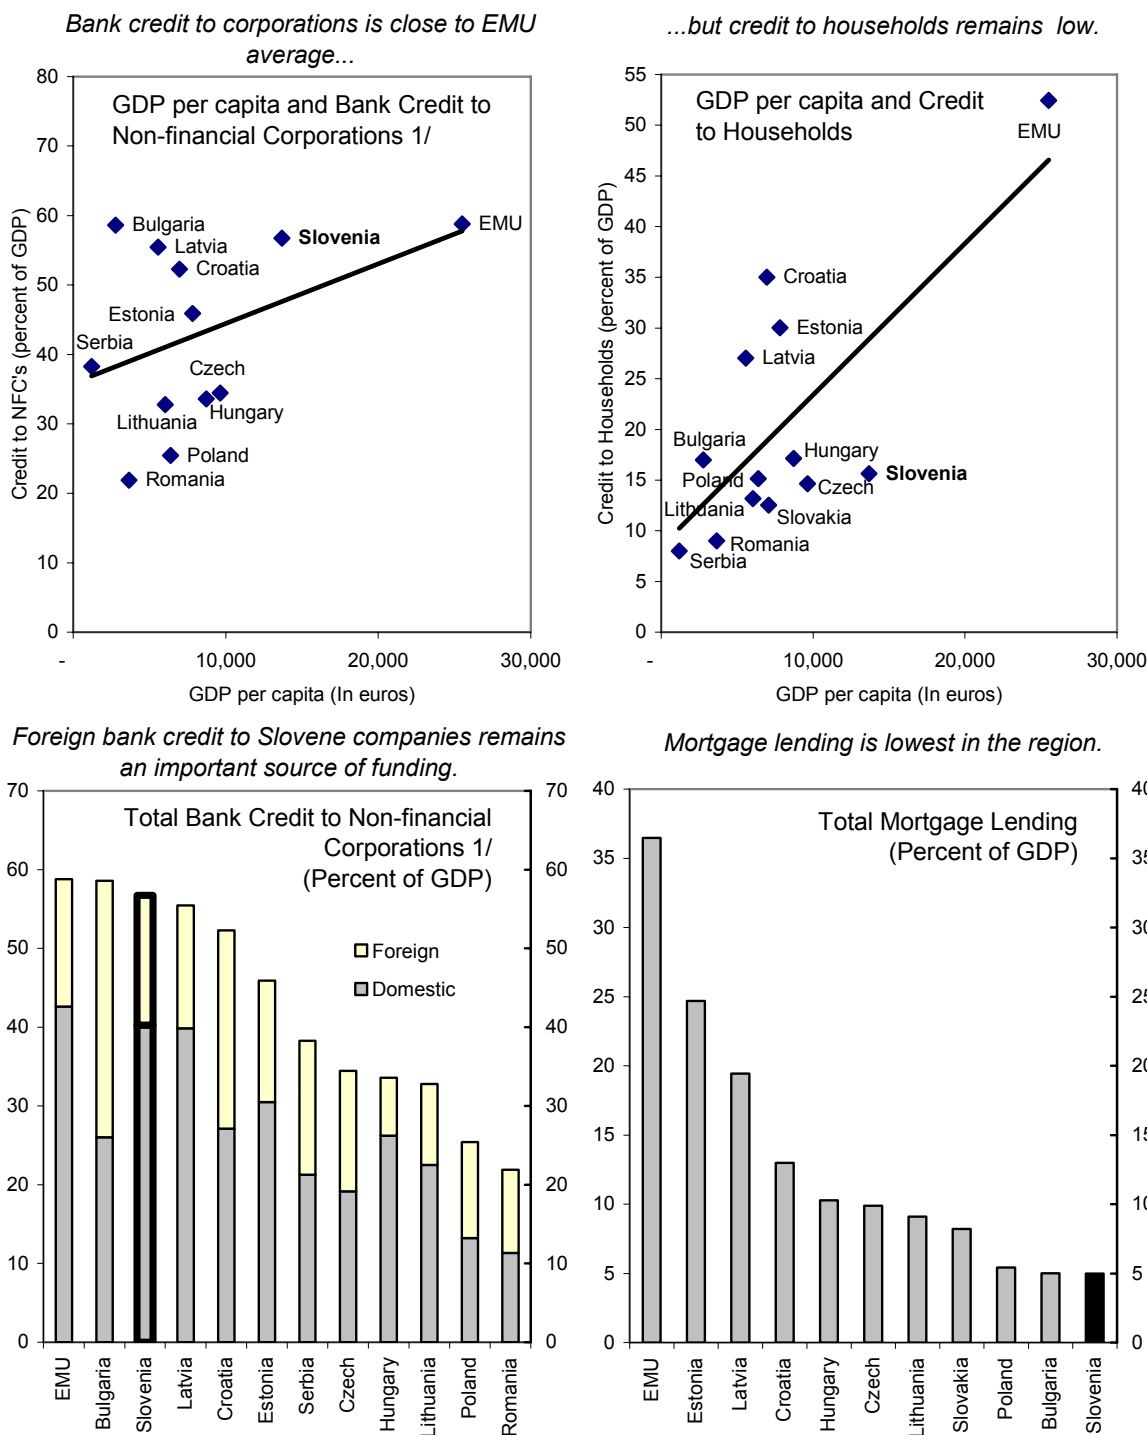 Bank credit to corporations is close to EMU
average...
80
70
60
50
40
30
20
10
0
Credit to NFC's (percent of GDP)
GDP per capita and Bank Credit to
Non-financial Corporations 1/
Bulgaria
Latvia
Croatia
Slovenia
EMU
Estonia
Serbia
Czech
Hungary
Lithuania
Poland
Romania
-
10,000
20,000
30,000
GDP per capita (In euros)
...but credit to households remains low.
55
50
45
40
35
30
25
20
15
10
5
0
Credit to Households (percent of GDP)
GDP per capita and Credit
to Households
EMU
Croatia
Estonia
Latvia
Bulgaria
Hungary
Poland
Slovenia
Czech
Lithuania
Slovakia
Romania
Serbia
-
10,000
20,000
30,000
GDP per capita (In euros)
Foreign bank credit to Slovene companies remains
an important source of funding.
70
60
50
40
30
20
10
0
Total Bank Credit to Non-financial
Corporations 1/
(Percent of GDP)
Foreign
Domestic
70
60
50
40
30
20
10
0
EMU
Bulgaria
Slovenia
Latvia
Croatia
Estonia
Serbia
Czech
Hungary
Lithuania
Poland
Romania
Mortgage lending is lowest in the region.
40
35
30
25
20
15
10
5
0
Total Mortgage Lending
(Percent of GDP)
5
0
EMU
Estonia
Latvia
Croatia
Hungary
Czech
Lithuania
Slovakia
Poland
Bulgaria
Slovenia